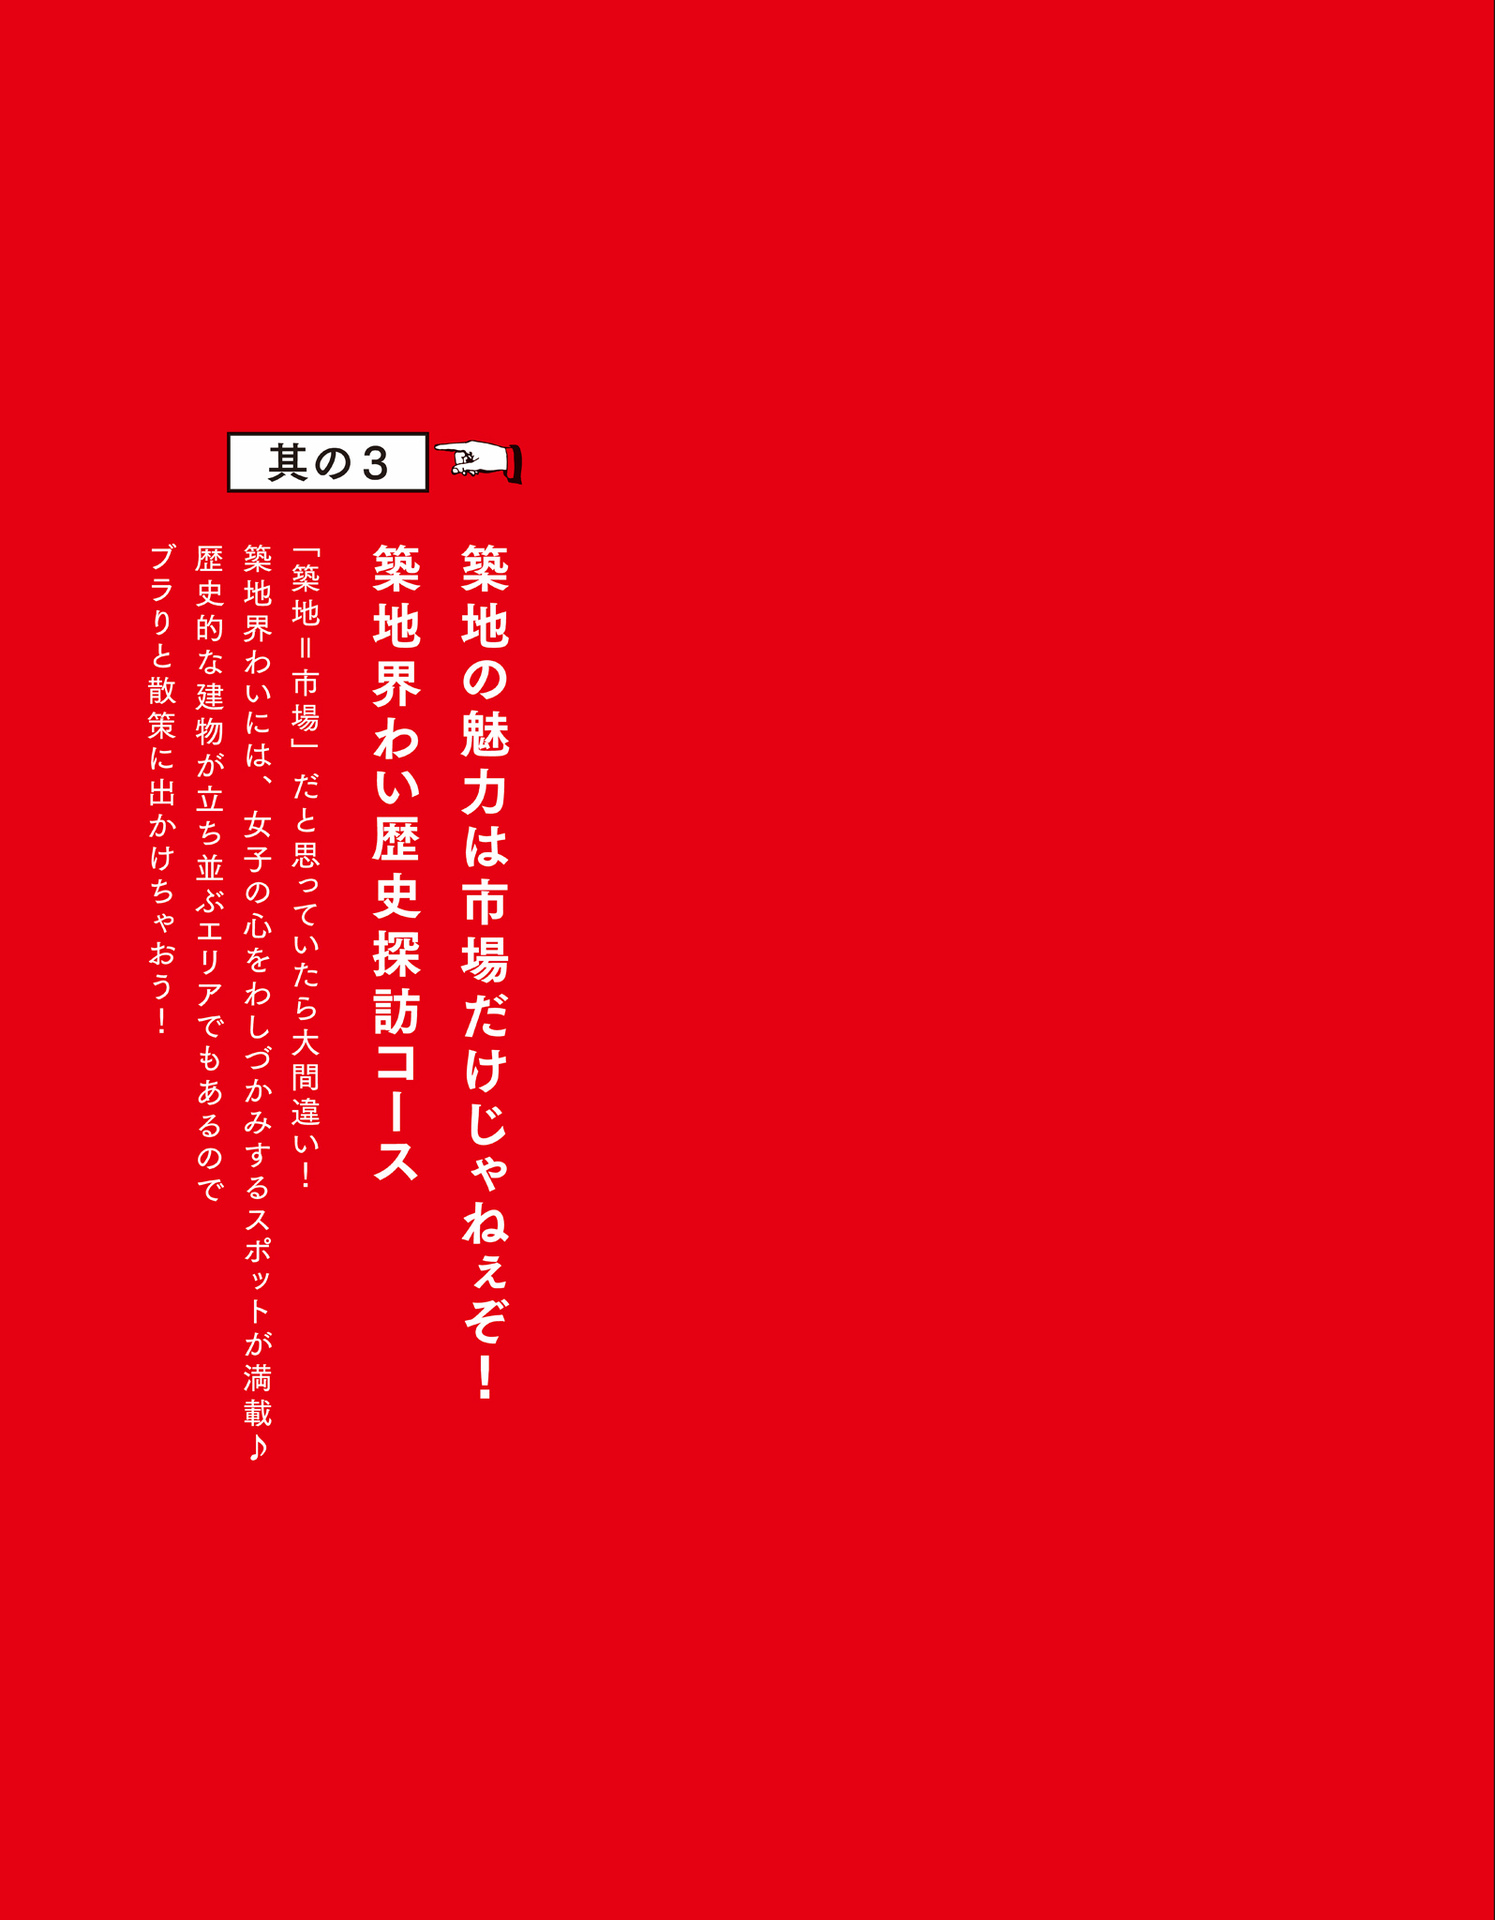 其の3
築地の魅力は市場だけじゃねぇぞ！
築地界わい歴史探訪コース
「築地＝市場」だと思っていたら大間違い！
築地界わいには、女子の心をわしづかみするスポットが満載♪
歴史的な建物が立ち並ぶエリアでもあるので
ブラりと散策に出かけちゃおう！